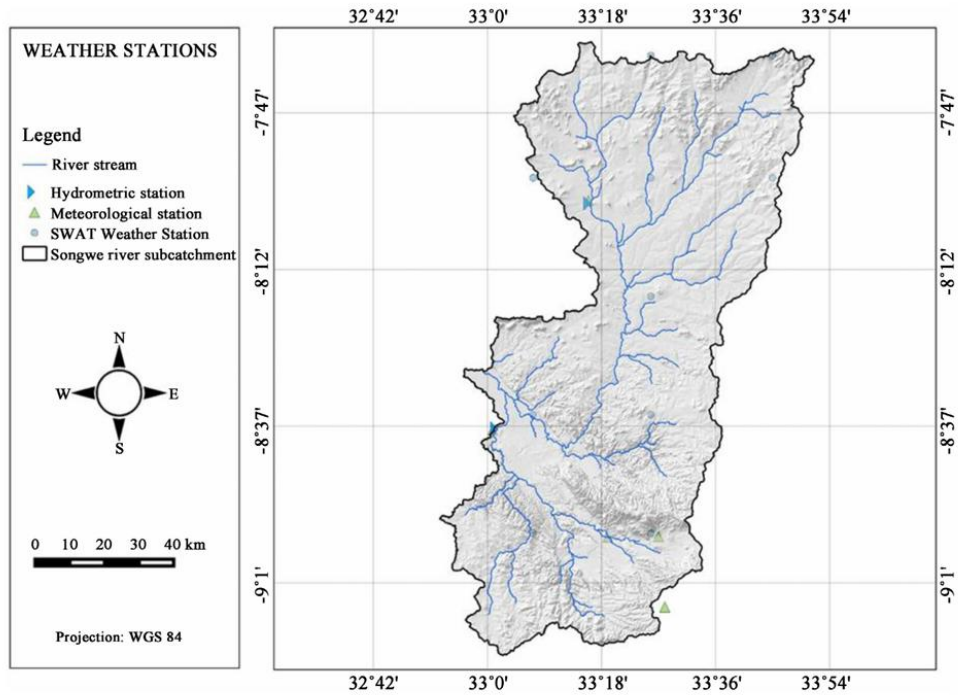 WEATHER STATIONS
Legend
River stream
Hydrometric station
Meteorological station
SWAT Weather Station
Songwe river subcatchment
N
W E
S
0 10 20 30 40 km
Projection: WGS 84
32°42' 33°0' 33°18' 33°36' 33°54'
-7°47' -7°47'
-8°12' -8°12'
-8°37' -8°37'
-9°1' -9°1'
32°42' 33°0' 33°18' 33°36' 33°54'